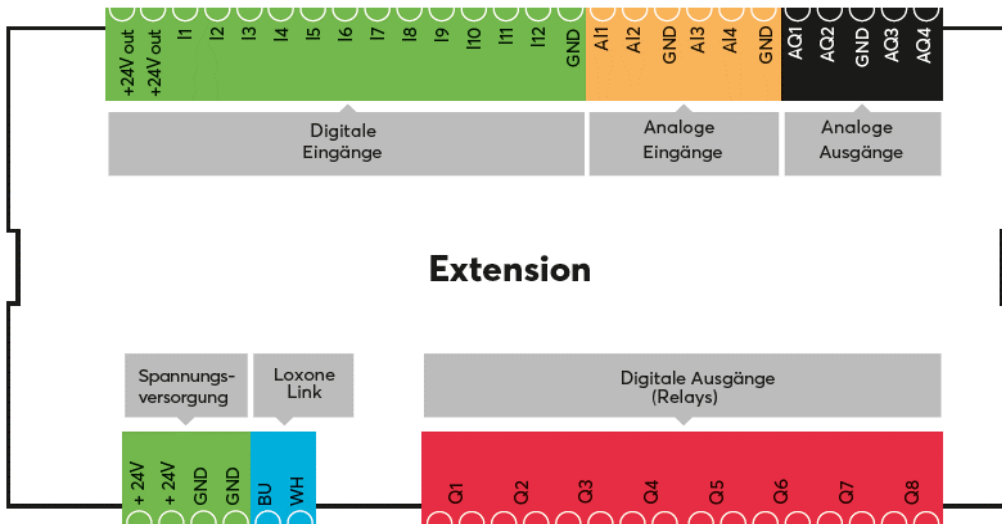 +24V out +24V out I1 I2 I3 I4 I5 I6 I7 I8 I9 I10 I11 I12 GND AI1 AI2 GND AI3 AI4 GND AQ1 AQ2 GND AQ3 AQ4
Digitale
Eingänge
Analoge
Eingänge
Analoge
Ausgänge
Extension
Spannungs-
versorgung
Loxone
Link
Digitale Ausgänge
(Relays)
+ 24V + 24V GND GND BU WH Q1 Q2 Q3 Q4 Q5 Q6 Q7 Q8